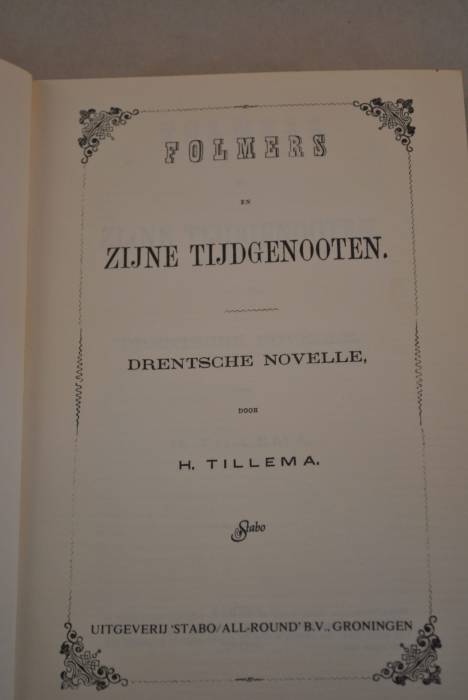 FOLMERS
EN
ZIJNE TIJDGENOOTEN.
DRENTSCHE NOVELLE,
DOOR
H. TILLEMA.
Stabo
UITGEVERIJ 'STABO/ALL-ROUND' B.V., GRONINGEN